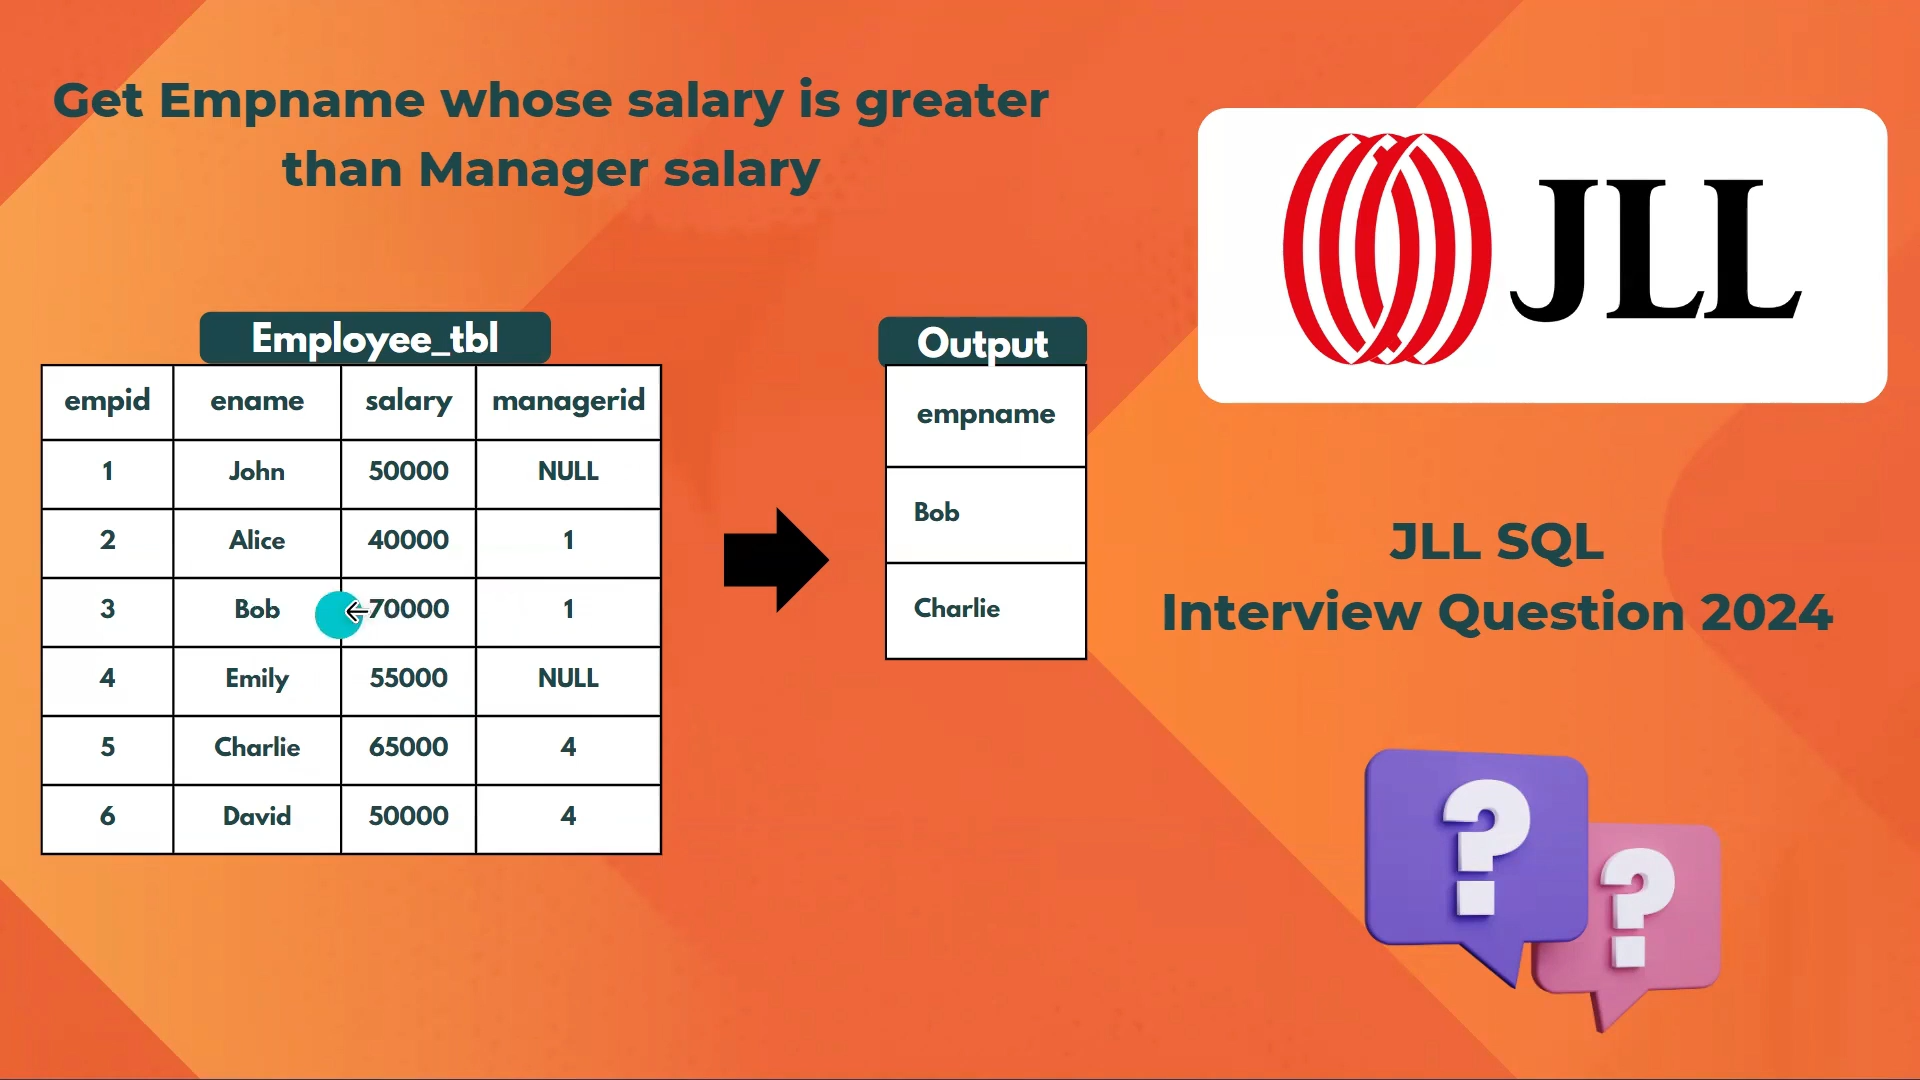 Get Empname whose salary is greater
than Manager salary
JLL
Employee_tbl
empid ename salary managerid
1 John 50000 NULL
2 Alice 40000 1
3 Bob 70000 1
4 Emily 55000 NULL
5 Charlie 65000 4
6 David 50000 4
Output
empname
Bob
Charlie
JLL SQL
Interview Question 2024
?
?